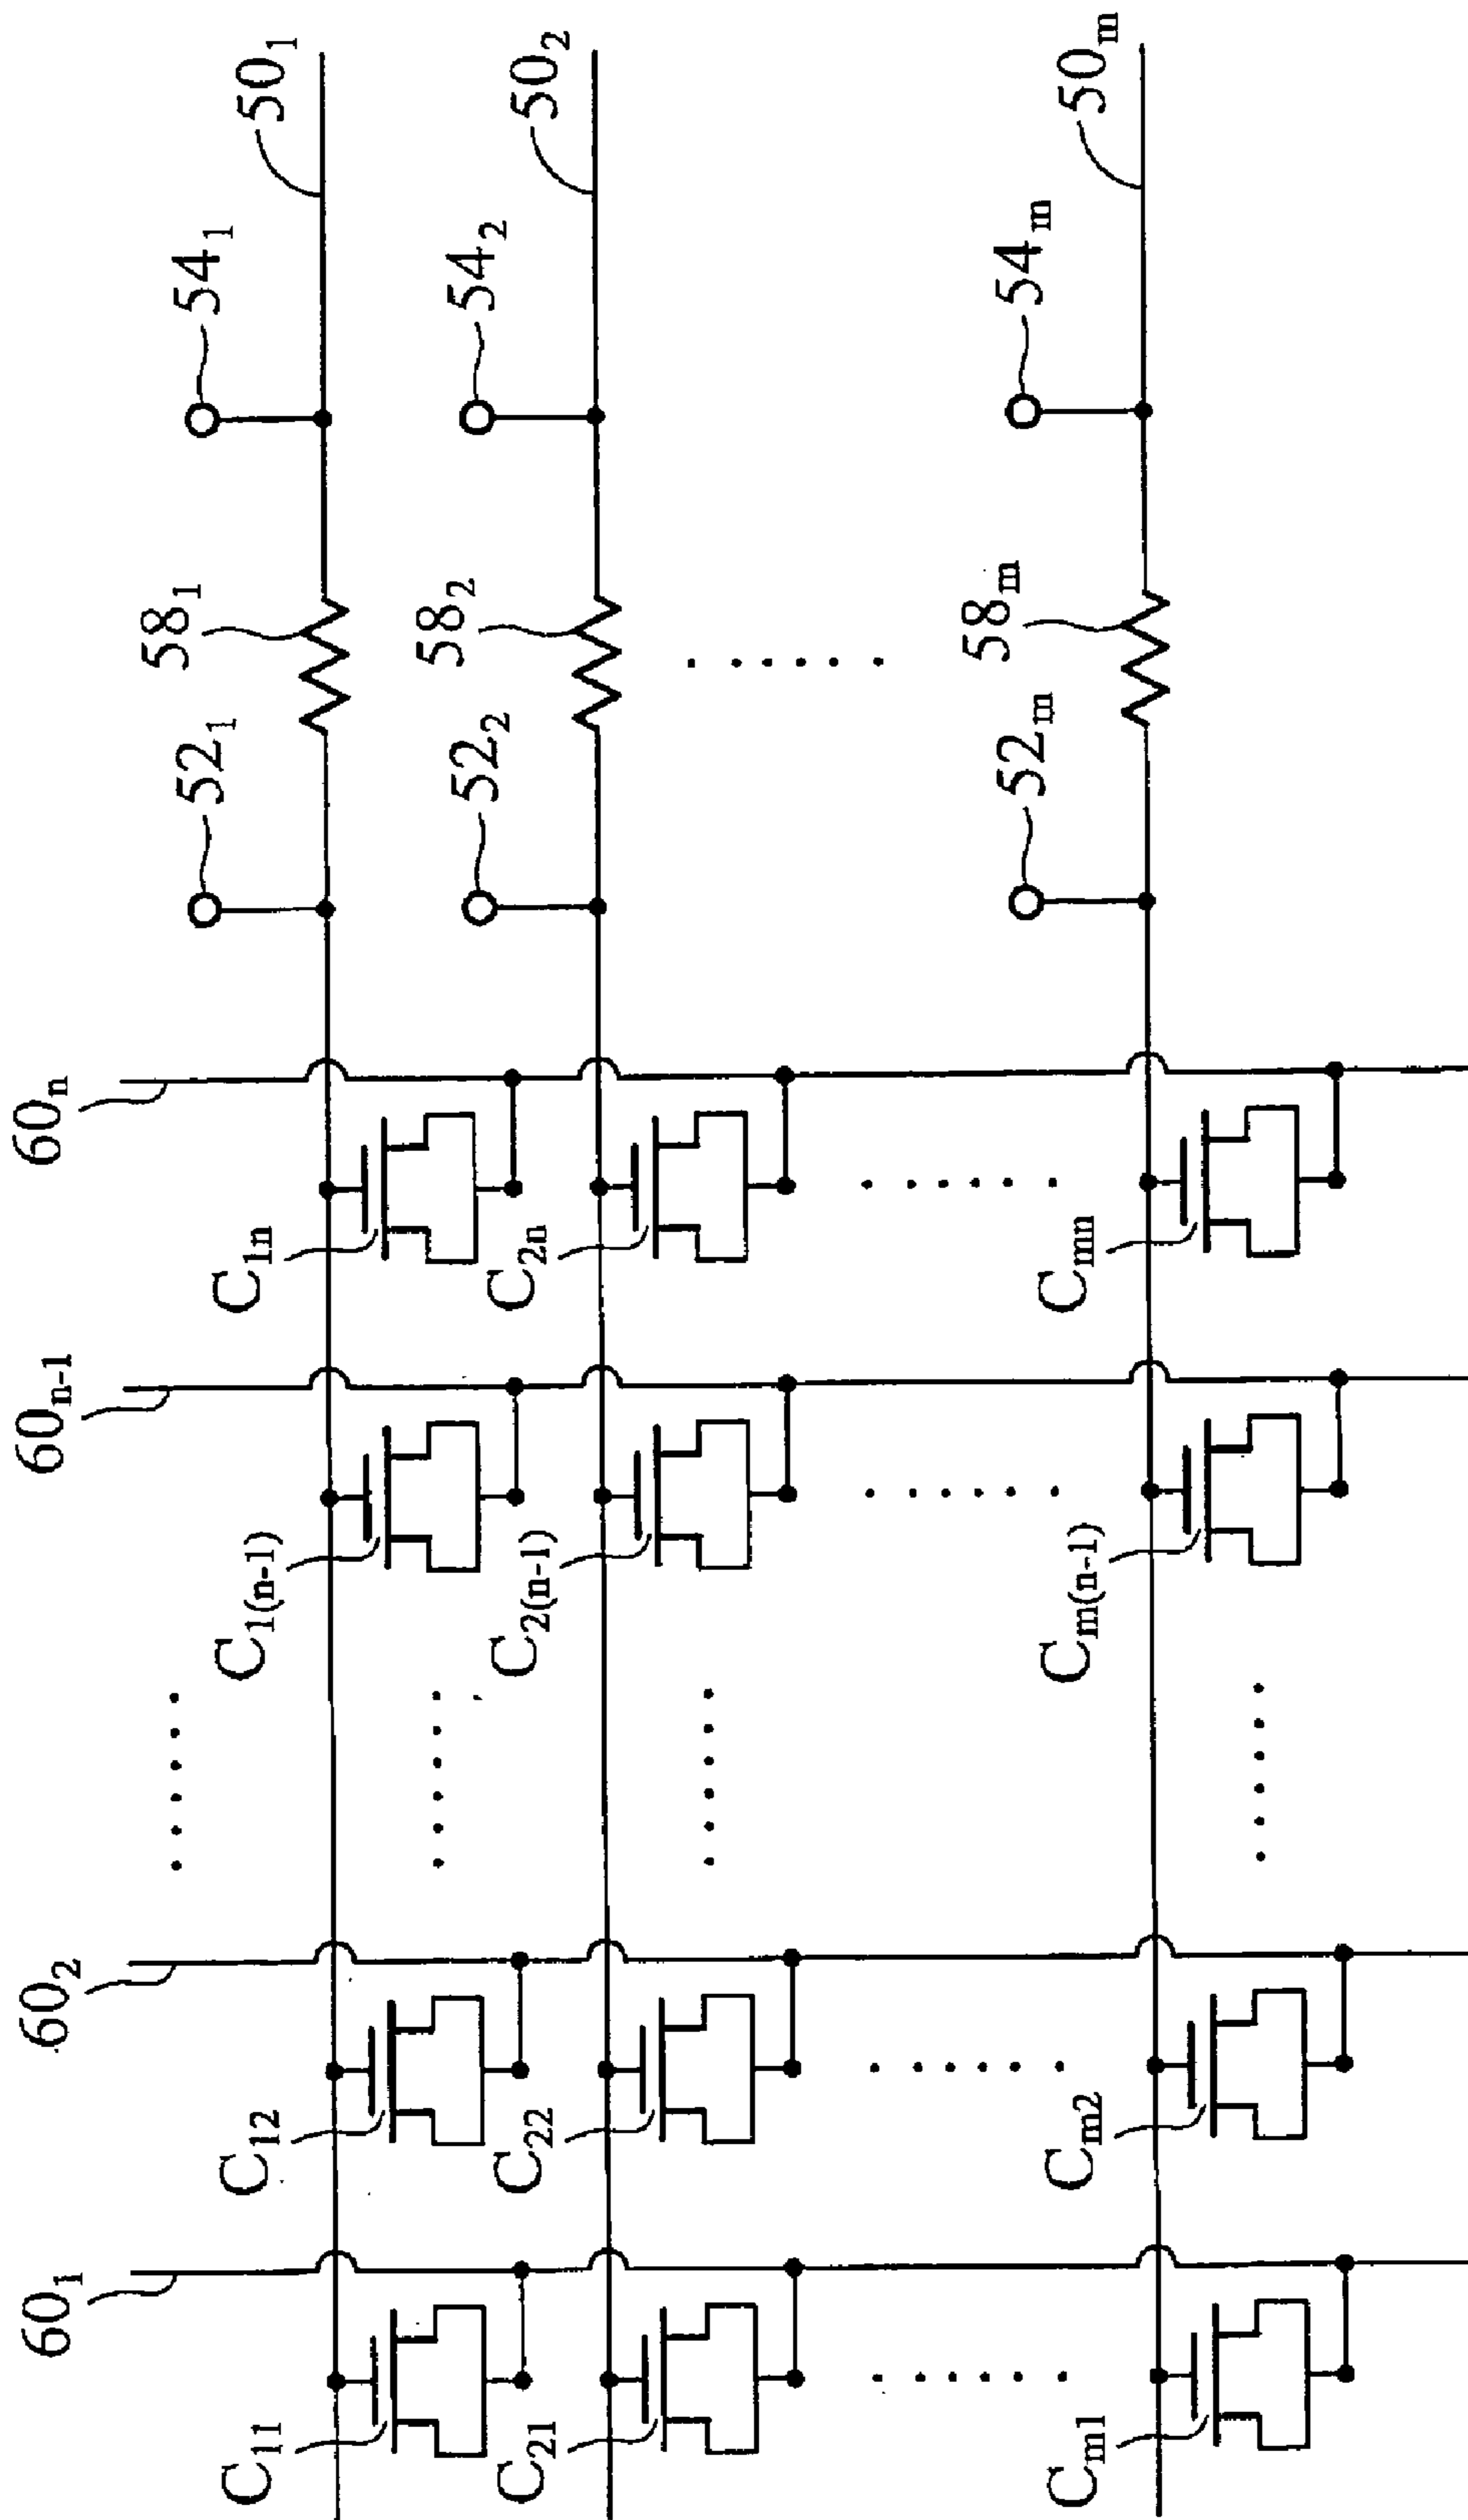 60₁ 60₂ 60ₙ₋₁ 60ₙ
C₁₁ C₁₂ C₁₍ₙ₋₁₎ C₁ₙ 52₁ 58₁ 54₁ 50₁
C₂₁ C₂₂ C₂₍ₙ₋₁₎ C₂ₙ 52₂ 58₂ 54₂ 50₂
Cₘ₁ Cₘ₂ Cₘ₍ₙ₋₁₎ Cₘₙ 52ₘ 58ₘ 54ₘ 50ₘ